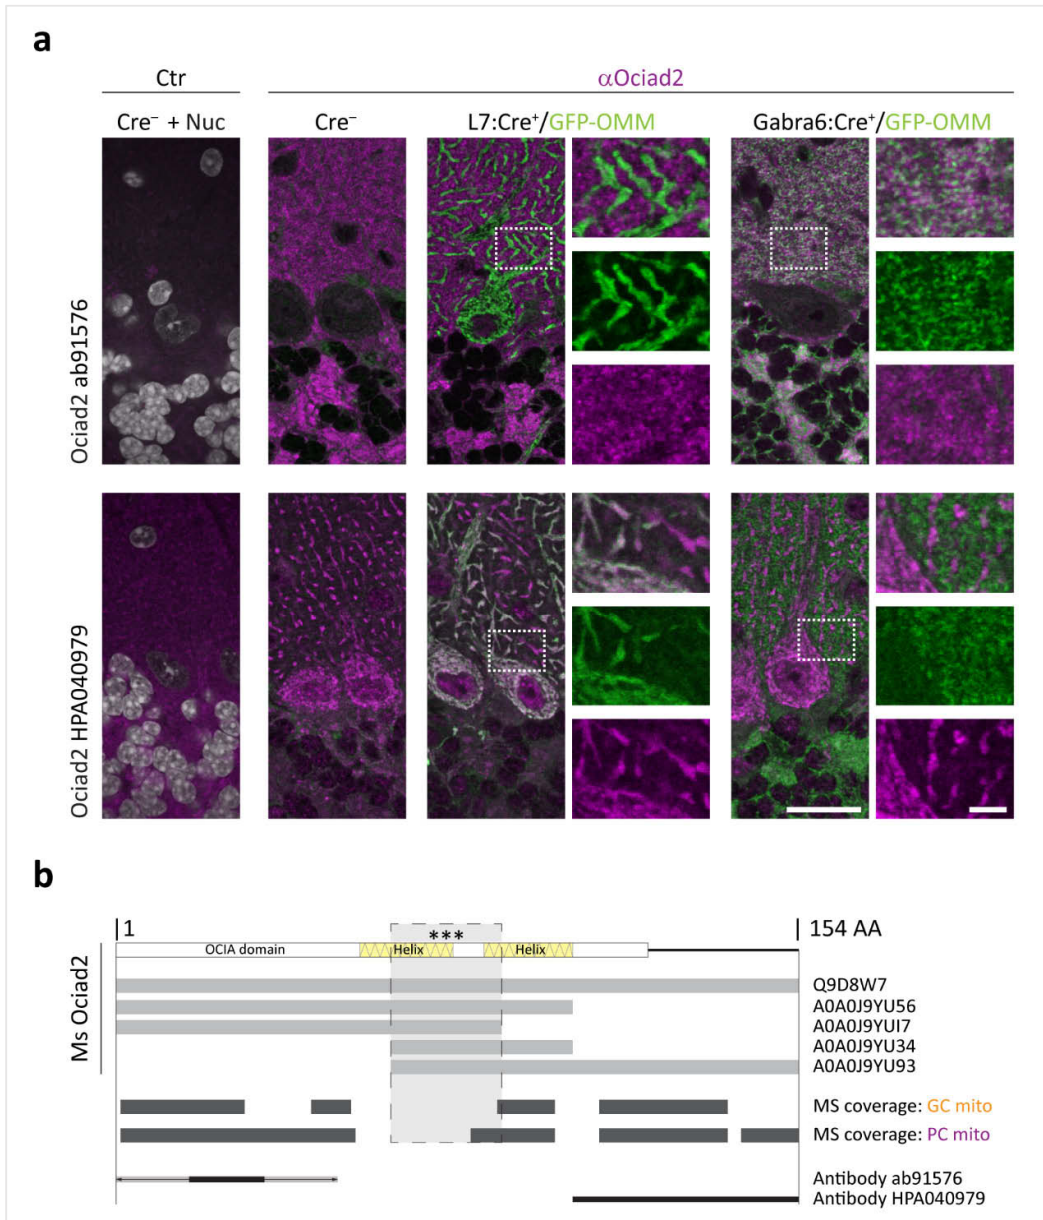 a
Ctr
αOciad2
Cre⁻ + Nuc
Cre⁻
L7:Cre⁺/GFP-OMM
Gabra6:Cre⁺/GFP-OMM
Ociad2 ab91576
Ociad2 HPA040979
b
1
154 AA
***
OCIA domain
Helix
Helix
Ms Ociad2
Q9D8W7
A0A0J9YU56
A0A0J9YUI7
A0A0J9YU34
A0A0J9YU93
MS coverage: GC mito
MS coverage: PC mito
Antibody ab91576
Antibody HPA040979